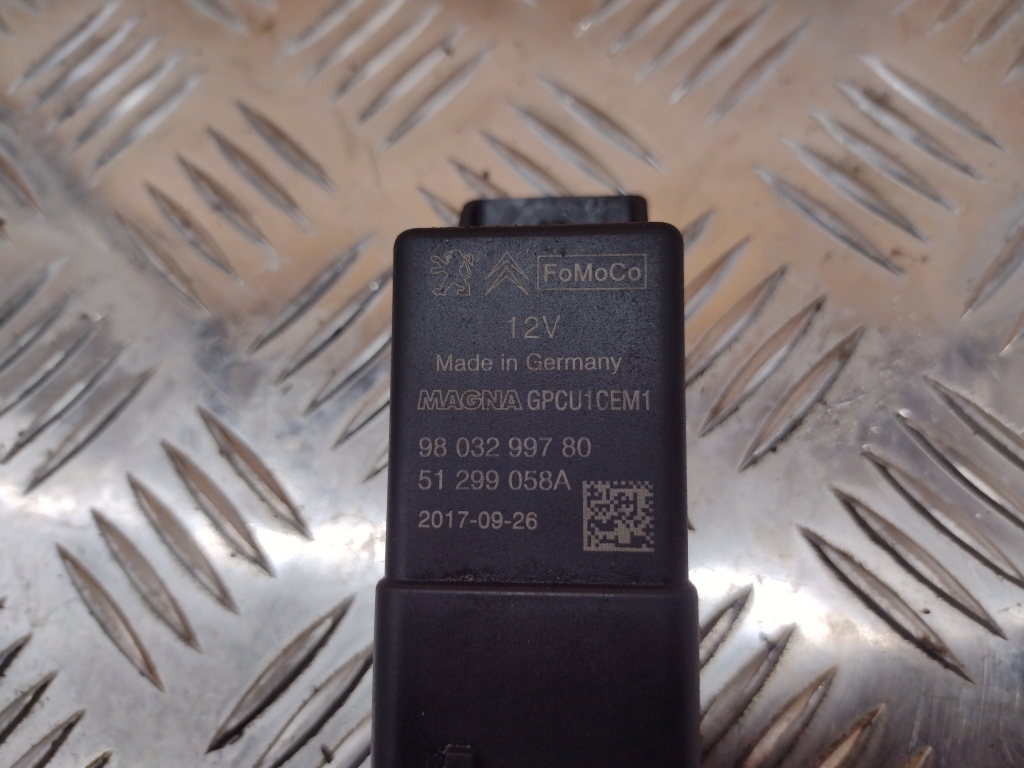 FoMoCo
12V
Made in Germany
MAGNA GPCU1CEM1
98 032 997 80
51 299 058A
2017-09-26